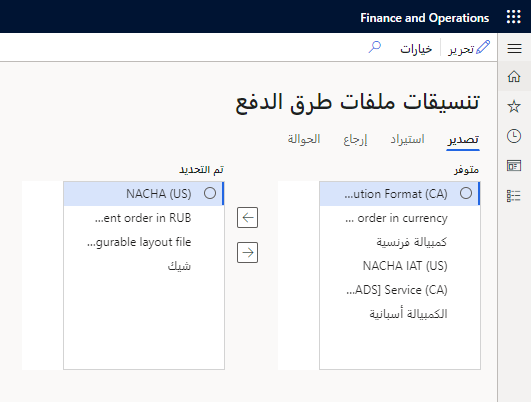 Finance and Operations
تحرير
خيارات
تنسيقات ملفات طرق الدفع
تصدير
استيراد
إرجاع
الحوالة
متوفر
...ution Format (CA)
... order in currency
كمبيالة فرنسية
NACHA IAT (US)
...ADS] Service (CA)
الكمبيالة أسبانية
تم التحديد
NACHA (US)
...ent order in RUB
...gurable layout file
شيك